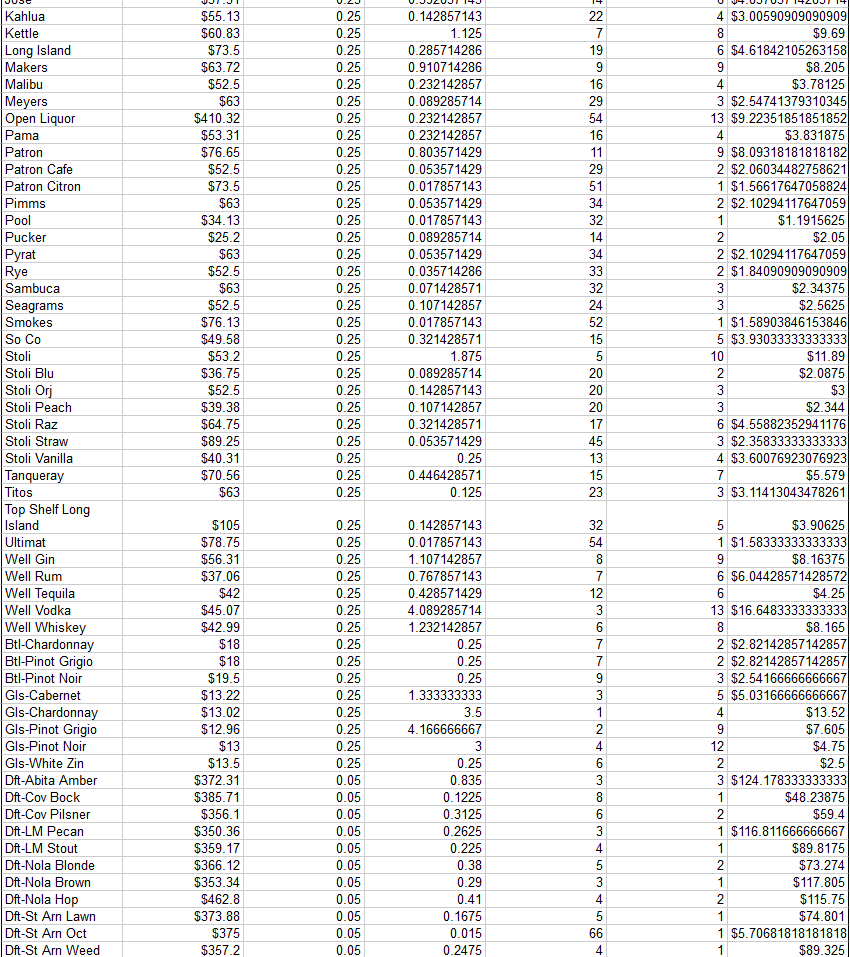 Kahlua $55.13 0.25 0.142857143 22 4 $3.00590909090909
Kettle $60.83 0.25 1.125 7 8 $9.69
Long Island $73.5 0.25 0.285714286 19 6 $4.61842105263158
Makers $63.72 0.25 0.910714286 9 9 $8.205
Malibu $52.5 0.25 0.232142857 16 4 $3.78125
Meyers $63 0.25 0.089285714 29 3 $2.54741379310345
Open Liquor $410.32 0.25 0.232142857 54 13 $9.22351851851852
Pama $53.31 0.25 0.232142857 16 4 $3.831875
Patron $76.65 0.25 0.803571429 11 9 $8.09318181818182
Patron Cafe $52.5 0.25 0.053571429 29 2 $2.06034482758621
Patron Citron $73.5 0.25 0.017857143 51 1 $1.56617647058824
Pimms $63 0.25 0.053571429 34 2 $2.10294117647059
Pool $34.13 0.25 0.017857143 32 1 $1.1915625
Pucker $25.2 0.25 0.089285714 14 2 $2.05
Pyrat $63 0.25 0.053571429 34 2 $2.10294117647059
Rye $52.5 0.25 0.035714286 33 2 $1.84090909090909
Sambuca $63 0.25 0.071428571 32 3 $2.34375
Seagrams $52.5 0.25 0.107142857 24 3 $2.5625
Smokes $76.13 0.25 0.017857143 52 1 $1.58903846153846
So Co $49.58 0.25 0.321428571 15 5 $3.93033333333333
Stoli $53.2 0.25 1.875 5 10 $11.89
Stoli Blu $36.75 0.25 0.089285714 20 2 $2.0875
Stoli Orj $52.5 0.25 0.142857143 20 3 $3
Stoli Peach $39.38 0.25 0.107142857 20 3 $2.344
Stoli Raz $64.75 0.25 0.321428571 17 6 $4.55882352941176
Stoli Straw $89.25 0.25 0.053571429 45 3 $2.35833333333333
Stoli Vanilla $40.31 0.25 0.25 13 4 $3.60076923076923
Tanqueray $70.56 0.25 0.446428571 15 7 $5.579
Titos $63 0.25 0.125 23 3 $3.11413043478261
Top Shelf Long
Island $105 0.25 0.142857143 32 5 $3.90625
Ultimat $78.75 0.25 0.017857143 54 1 $1.58333333333333
Well Gin $56.31 0.25 1.107142857 8 9 $8.16375
Well Rum $37.06 0.25 0.767857143 7 6 $6.04428571428572
Well Tequila $42 0.25 0.428571429 12 6 $4.25
Well Vodka $45.07 0.25 4.089285714 3 13 $16.6483333333333
Well Whiskey $42.99 0.25 1.232142857 6 8 $8.165
Btl-Chardonnay $18 0.25 0.25 7 2 $2.82142857142857
Btl-Pinot Grigio $18 0.25 0.25 7 2 $2.82142857142857
Btl-Pinot Noir $19.5 0.25 0.25 9 3 $2.54166666666667
Gls-Cabernet $13.22 0.25 1.333333333 3 5 $5.03166666666667
Gls-Chardonnay $13.02 0.25 3.5 1 4 $13.52
Gls-Pinot Grigio $12.96 0.25 4.166666667 2 9 $7.605
Gls-Pinot Noir $13 0.25 3 4 12 $4.75
Gls-White Zin $13.5 0.25 0.25 6 2 $2.5
Dft-Abita Amber $372.31 0.05 0.835 3 3 $124.178333333333
Dft-Cov Bock $385.71 0.05 0.1225 8 1 $48.23875
Dft-Cov Pilsner $356.1 0.05 0.3125 6 2 $59.4
Dft-LM Pecan $350.36 0.05 0.2625 3 1 $116.811666666667
Dft-LM Stout $359.17 0.05 0.225 4 1 $89.8175
Dft-Nola Blonde $366.12 0.05 0.38 5 2 $73.274
Dft-Nola Brown $353.34 0.05 0.29 3 1 $117.805
Dft-Nola Hop $462.8 0.05 0.41 4 2 $115.75
Dft-St Arn Lawn $373.88 0.05 0.1675 5 1 $74.801
Dft-St Arn Oct $375 0.05 0.015 66 1 $5.70681818181818
Dft-St Arn Weed $357.2 0.05 0.2475 4 1 $89.325